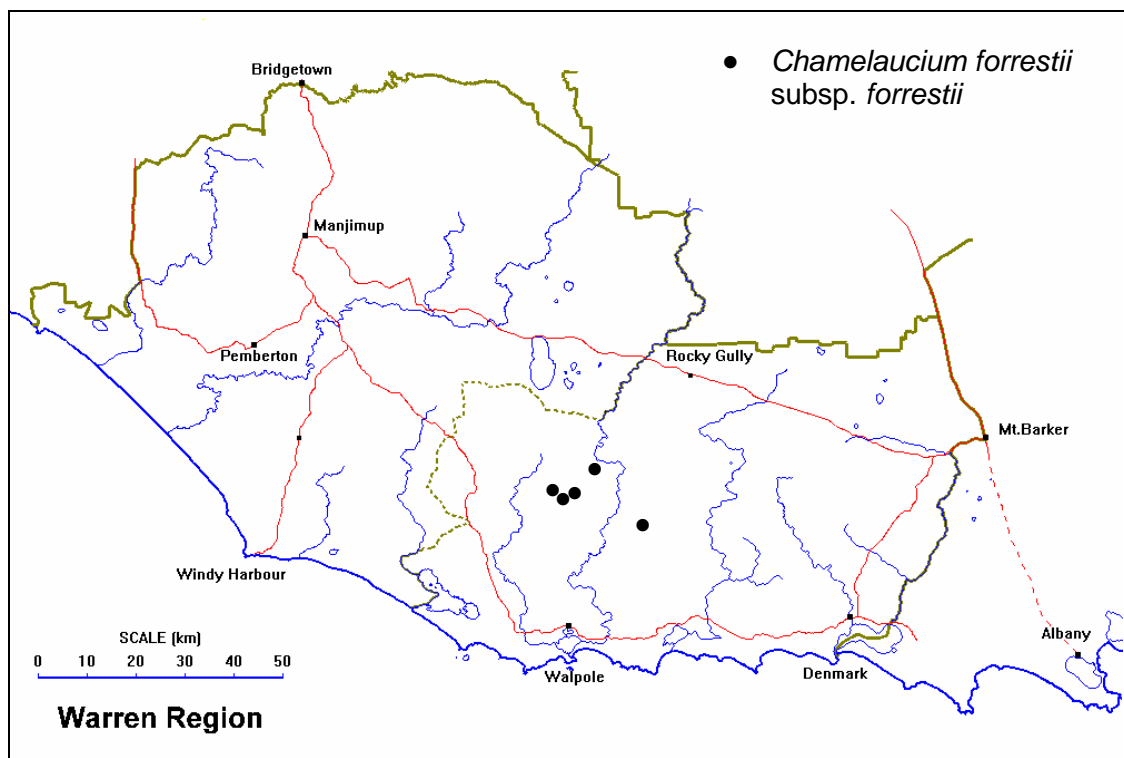 Chamelaucium forrestii
subsp. forrestii
Bridgetown
Manjimup
Pemberton
Rocky Gully
Mt.Barker
Windy Harbour
SCALE (km)
0 10 20 30 40 50
Walpole
Denmark
Albany
Warren Region